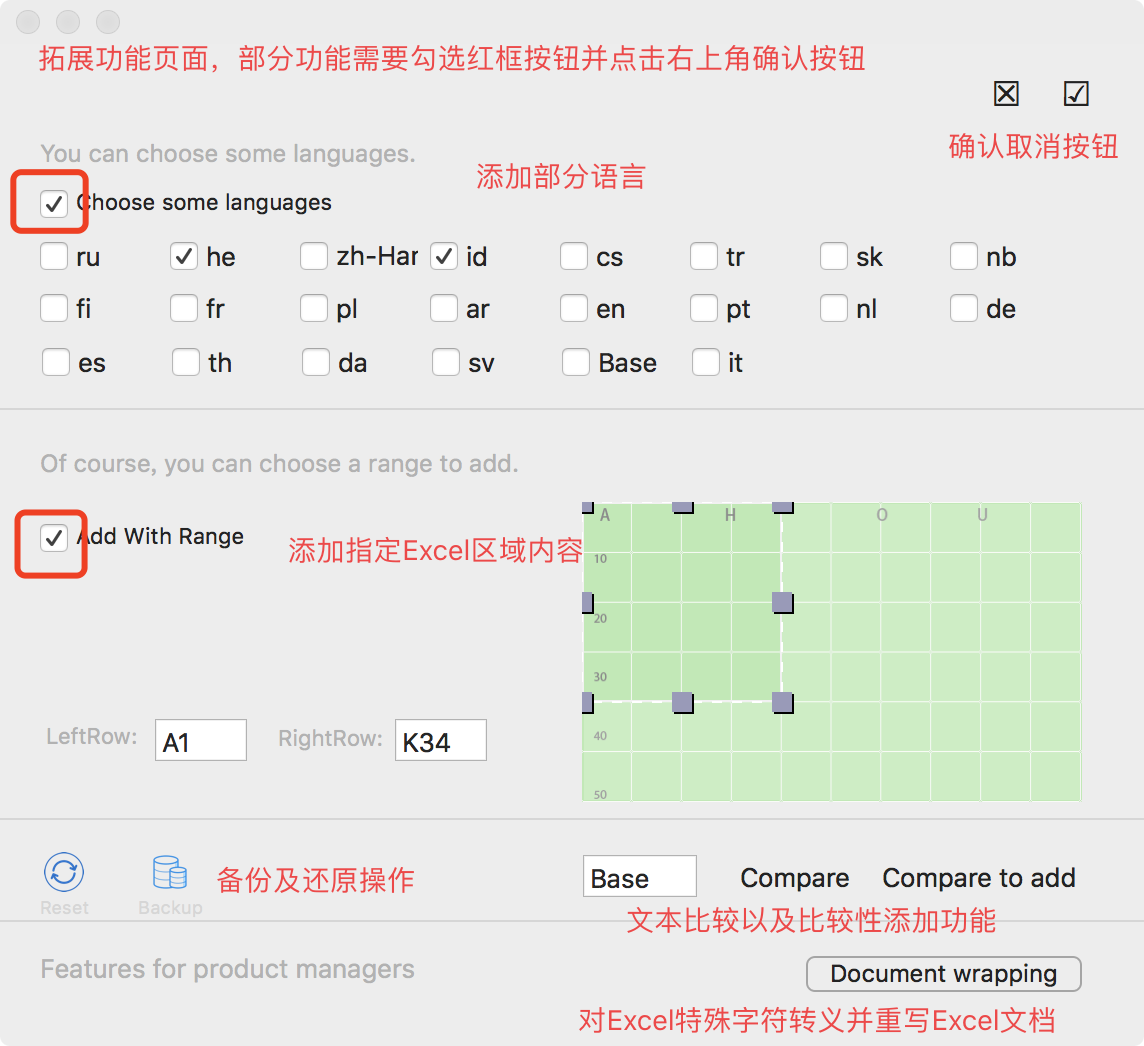 拓展功能页面，部分功能需要勾选红框按钮并点击右上角确认按钮
确认取消按钮
You can choose some languages.
添加部分语言
Choose some languages
ru he zh-Har id cs tr sk nb
fi fr pl ar en pt nl de
es th da sv Base it
Of course, you can choose a range to add.
A H O U
Add With Range
添加指定Excel区域内容
10
20
30
40
50
LeftRow: A1 RightRow: K34
Reset Backup
备份及还原操作
Base Compare Compare to add
文本比较以及比较性添加功能
Features for product managers
Document wrapping
对Excel特殊字符转义并重写Excel文档